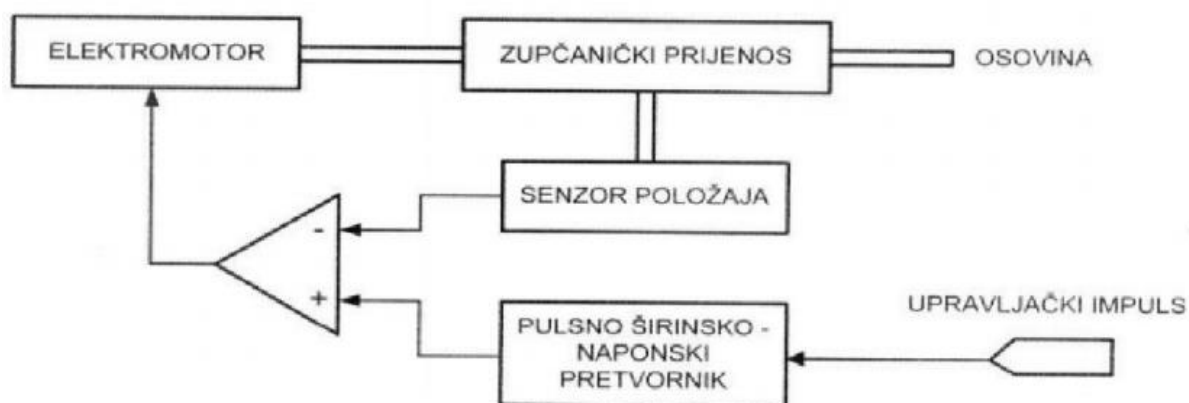 ELEKTROMOTOR
ZUPČANIČKI PRIJENOS
OSOVINA
SENZOR POLOŽAJA
-
+
UPRAVLJAČKI IMPULS
PULSNO ŠIRINSKO -
NAPONSKI
PRETVORNIK